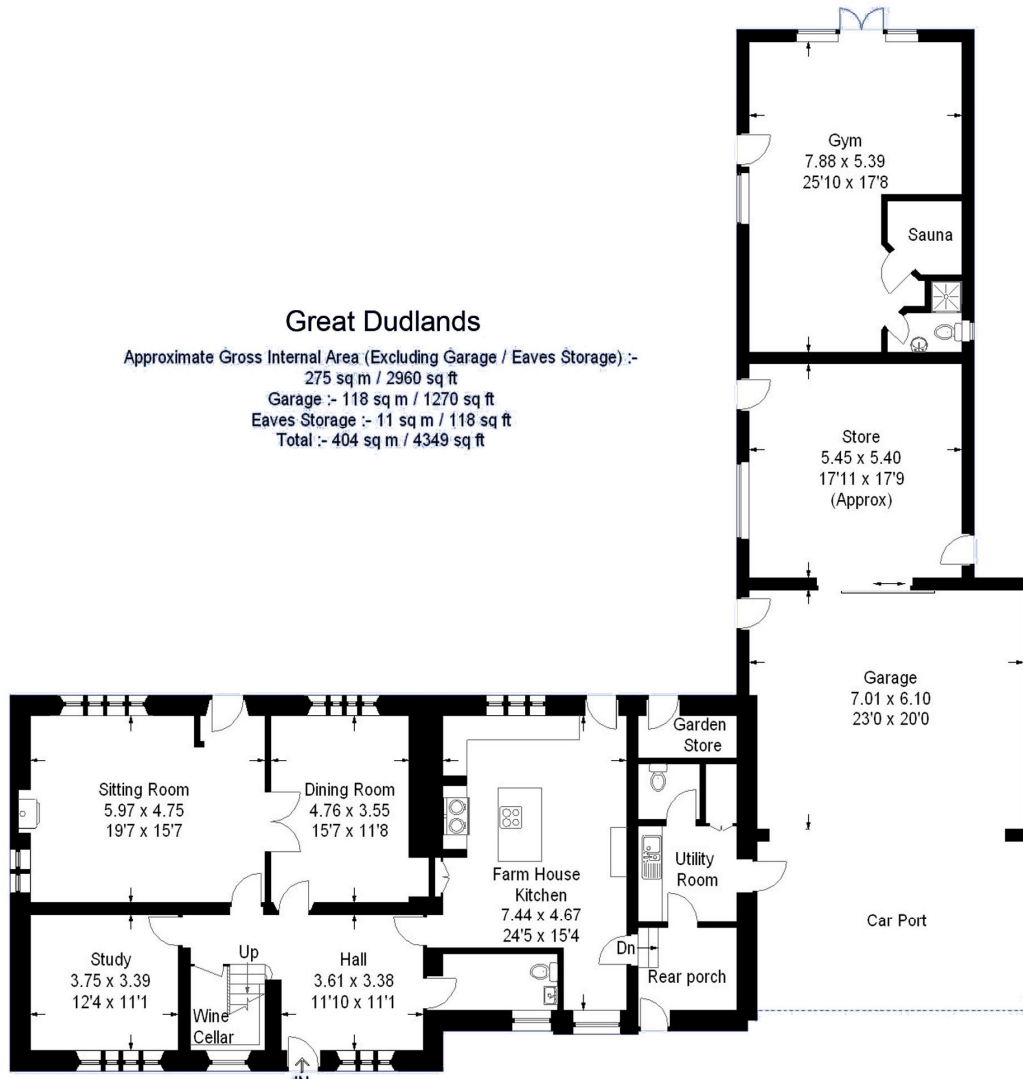 Great Dudlands
Approximate Gross Internal Area (Excluding Garage / Eaves Storage) :-
275 sq m / 2960 sq ft
Garage :- 118 sq m / 1270 sq ft
Eaves Storage :- 11 sq m / 118 sq ft
Total :- 404 sq m / 4349 sq ft
Gym
7.88 x 5.39
25'10 x 17'8
Sauna
Store
5.45 x 5.40
17'11 x 17'9
(Approx)
Garage
7.01 x 6.10
23'0 x 20'0
Car Port
Garden
Store
Sitting Room
5.97 x 4.75
19'7 x 15'7
Dining Room
4.76 x 3.55
15'7 x 11'8
Farm House
Kitchen
7.44 x 4.67
24'5 x 15'4
Utility
Room
Study
3.75 x 3.39
12'4 x 11'1
Up
Wine
Cellar
Hall
3.61 x 3.38
11'10 x 11'1
Dn
Rear porch